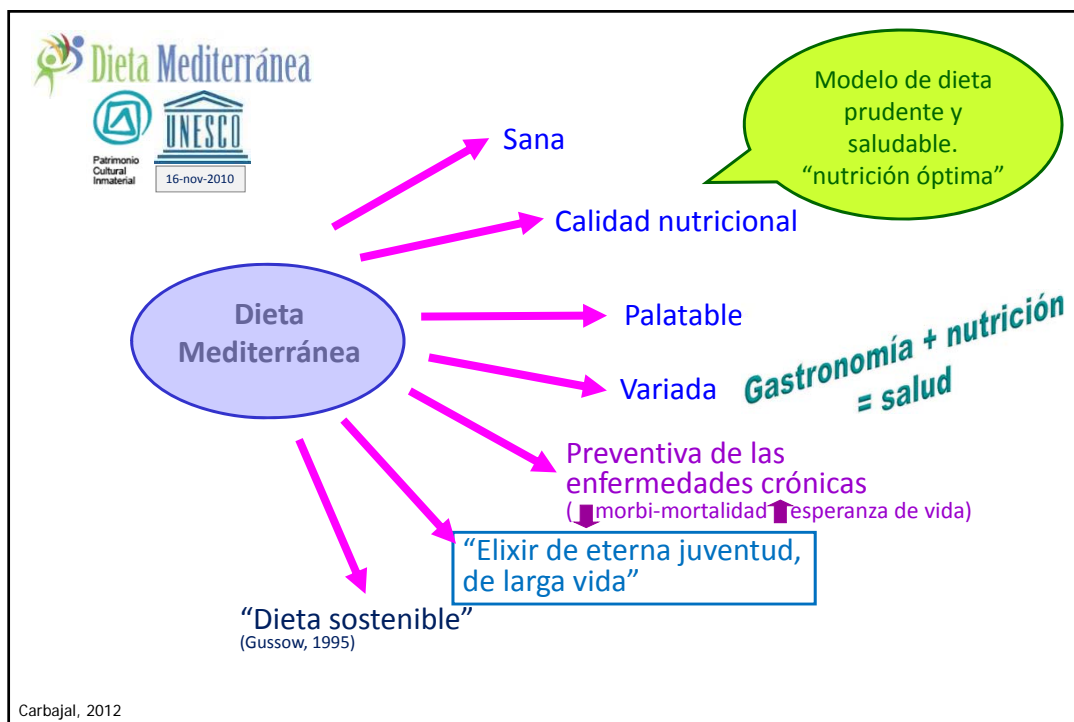 Dieta Mediterránea
Patrimonio
Cultural
Inmaterial
UNESCO
16-nov-2010
Modelo de dieta
prudente y
saludable.
“nutrición óptima”
Sana
Calidad nutricional
Dieta
Mediterránea
Palatable
Variada
Gastronomía + nutrición
= salud
Preventiva de las
enfermedades crónicas
(⬇morbi-mortalidad⬆esperanza de vida)
“Elixir de eterna juventud,
de larga vida”
“Dieta sostenible”
(Gussow, 1995)
Carbajal, 2012